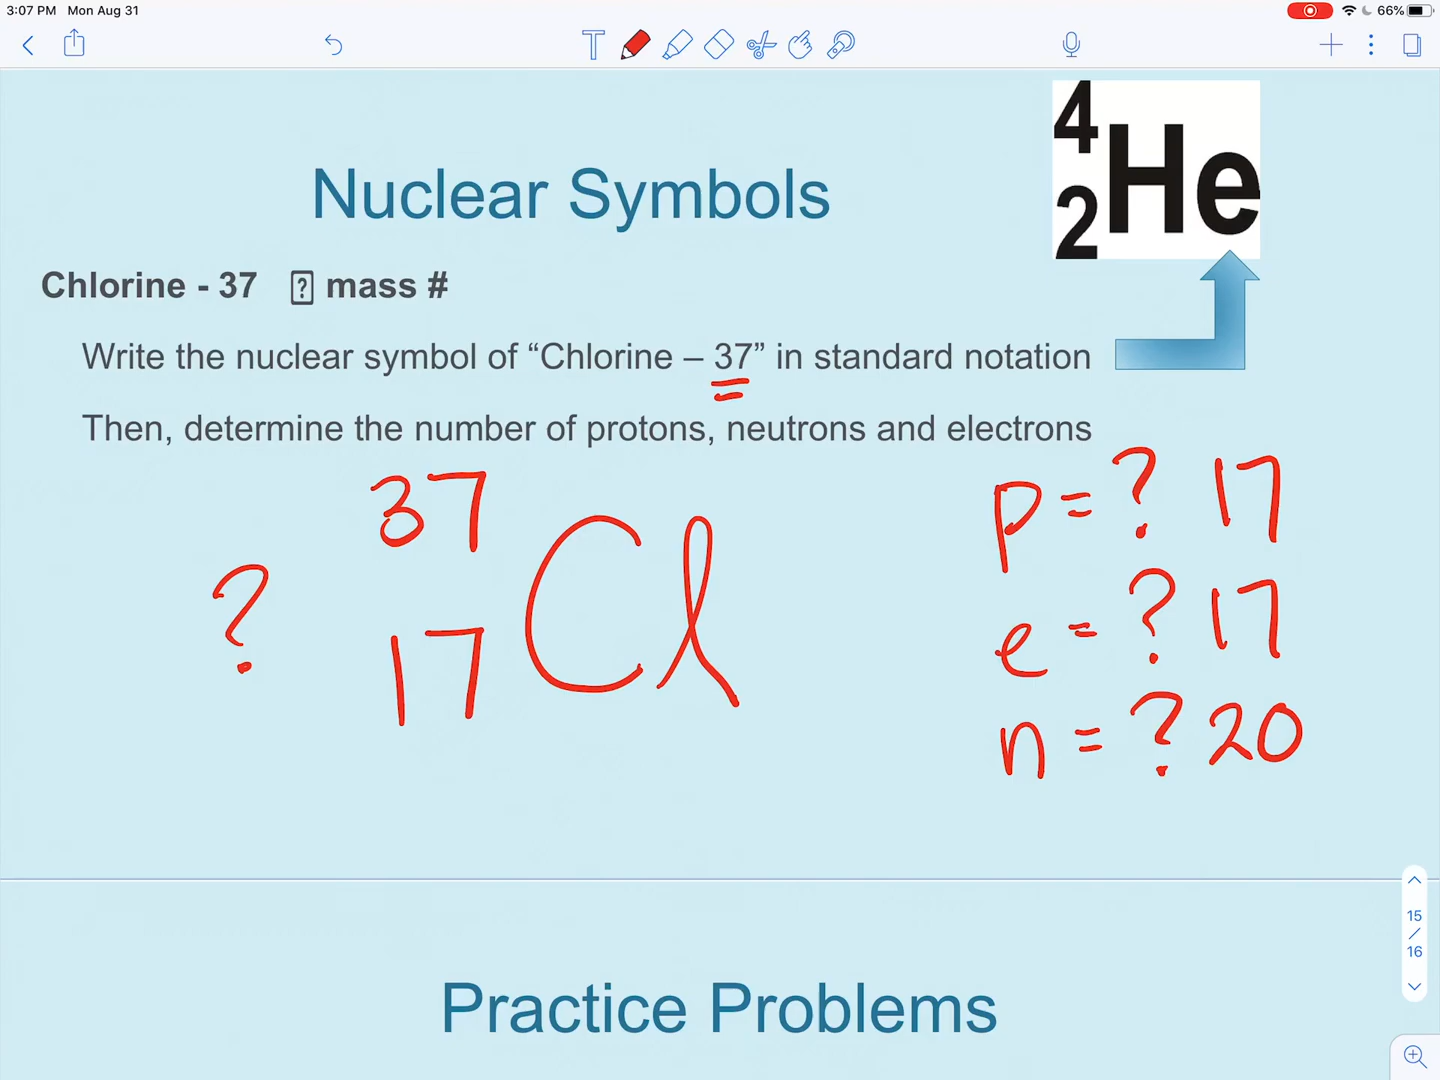 3:07 PM Mon Aug 31
66%
4
2He
Nuclear Symbols
Chlorine - 37 ? mass #
Write the nuclear symbol of “Chlorine – 37” in standard notation
Then, determine the number of protons, neutrons and electrons
37
? 17 Cl
p = ? 17
e = ? 17
n = ? 20
15
/
16
Practice Problems